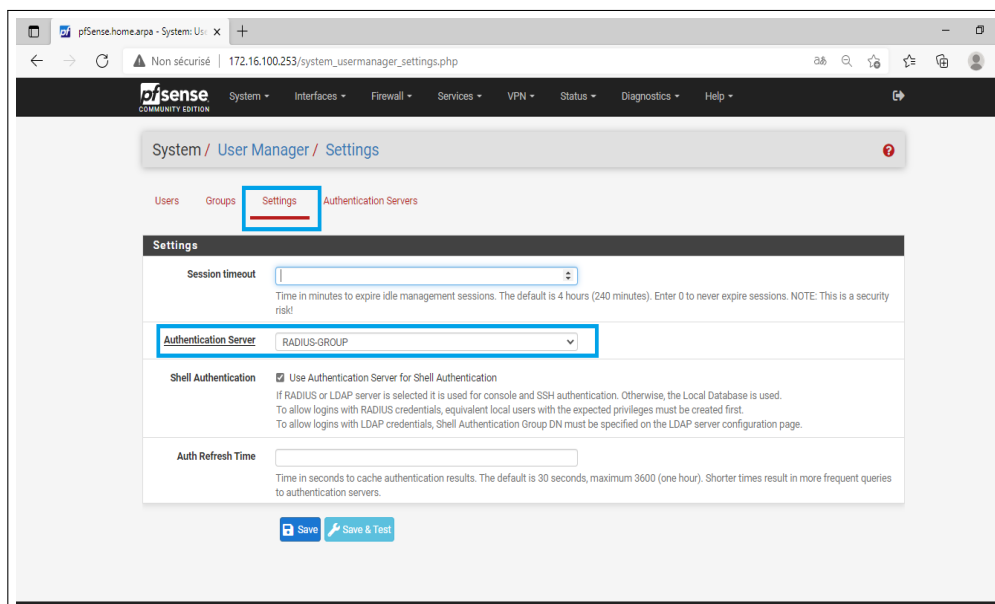 pfSense.home.arpa - System: Us
Non sécurisé | 172.16.100.253/system_usermanager_settings.php
pfsense
COMMUNITY EDITION
System Interfaces Firewall Services VPN Status Diagnostics Help
System / User Manager / Settings
Users Groups Settings Authentication Servers
Settings
Session timeout
Time in minutes to expire idle management sessions. The default is 4 hours (240 minutes). Enter 0 to never expire sessions. NOTE: This is a security
risk!
Authentication Server RADIUS-GROUP
Shell Authentication Use Authentication Server for Shell Authentication
If RADIUS or LDAP server is selected it is used for console and SSH authentication. Otherwise, the Local Database is used.
To allow logins with RADIUS credentials, equivalent local users with the expected privileges must be created first.
To allow logins with LDAP credentials, Shell Authentication Group DN must be specified on the LDAP server configuration page.
Auth Refresh Time
Time in seconds to cache authentication results. The default is 30 seconds, maximum 3600 (one hour). Shorter times result in more frequent queries
to authentication servers.
Save Save & Test